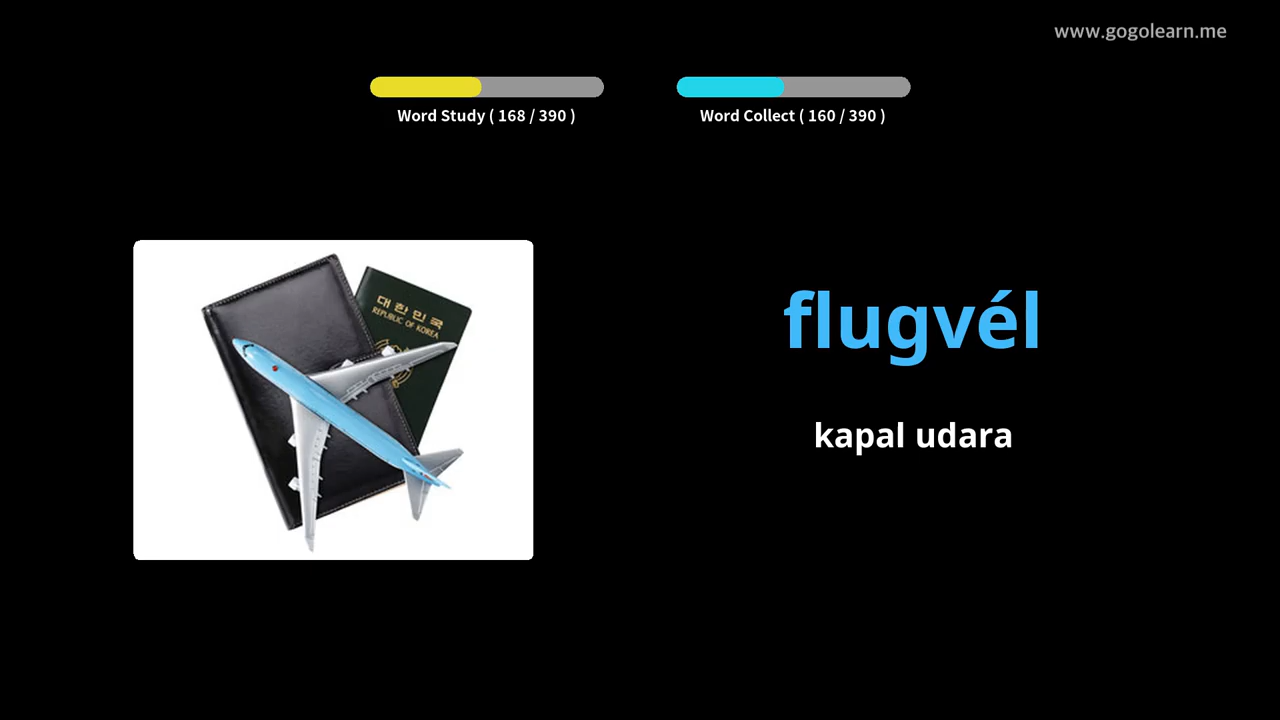 www.gogolearn.me
Word Study ( 168 / 390 )
Word Collect ( 160 / 390 )
대한민국
REPUBLIC OF KOREA
flugvél
kapal udara